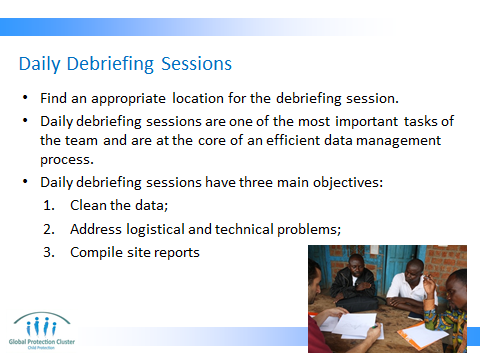 Daily Debriefing Sessions
• Find an appropriate location for the debriefing session.
• Daily debriefing sessions are one of the most important tasks of
the team and are at the core of an efficient data management
process.
• Daily debriefing sessions have three main objectives:
1. Clean the data;
2. Address logistical and technical problems;
3. Compile site reports
Global Protection Cluster
Child Protection